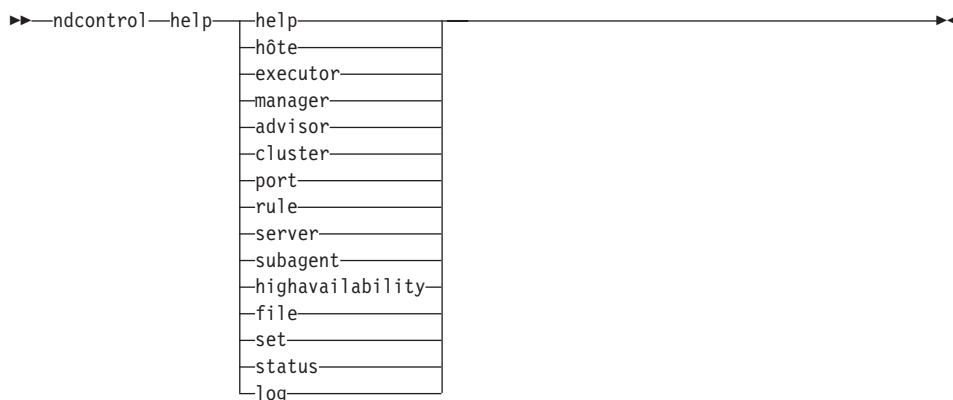 ndcontrol help help
hôte
executor
manager
advisor
cluster
port
rule
server
subagent
highavailability
file
set
status
log